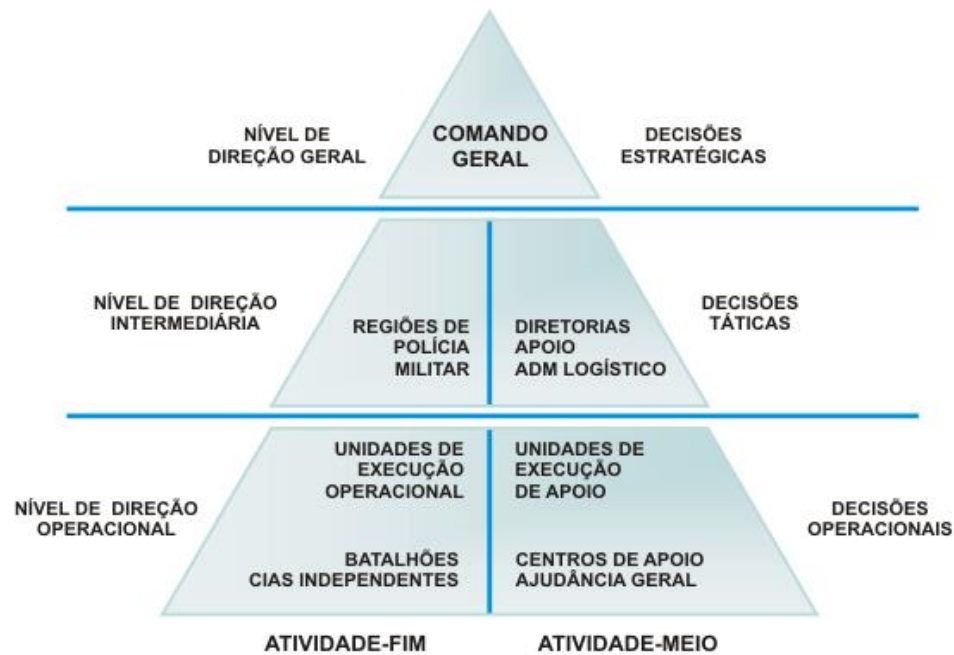 NÍVEL DE
DIREÇÃO GERAL
COMANDO
GERAL
DECISÕES
ESTRATÉGICAS
NÍVEL DE DIREÇÃO
INTERMEDIÁRIA
REGIÕES DE
POLÍCIA
MILITAR
DIRETORIAS
APOIO
ADM LOGÍSTICO
DECISÕES
TÁTICAS
NÍVEL DE DIREÇÃO
OPERACIONAL
UNIDADES DE
EXECUÇÃO
OPERACIONAL
BATALHÕES
CIAS INDEPENDENTES
UNIDADES DE
EXECUÇÃO
DE APOIO
CENTROS DE APOIO
AJUDÂNCIA GERAL
DECISÕES
OPERACIONAIS
ATIVIDADE-FIM
ATIVIDADE-MEIO